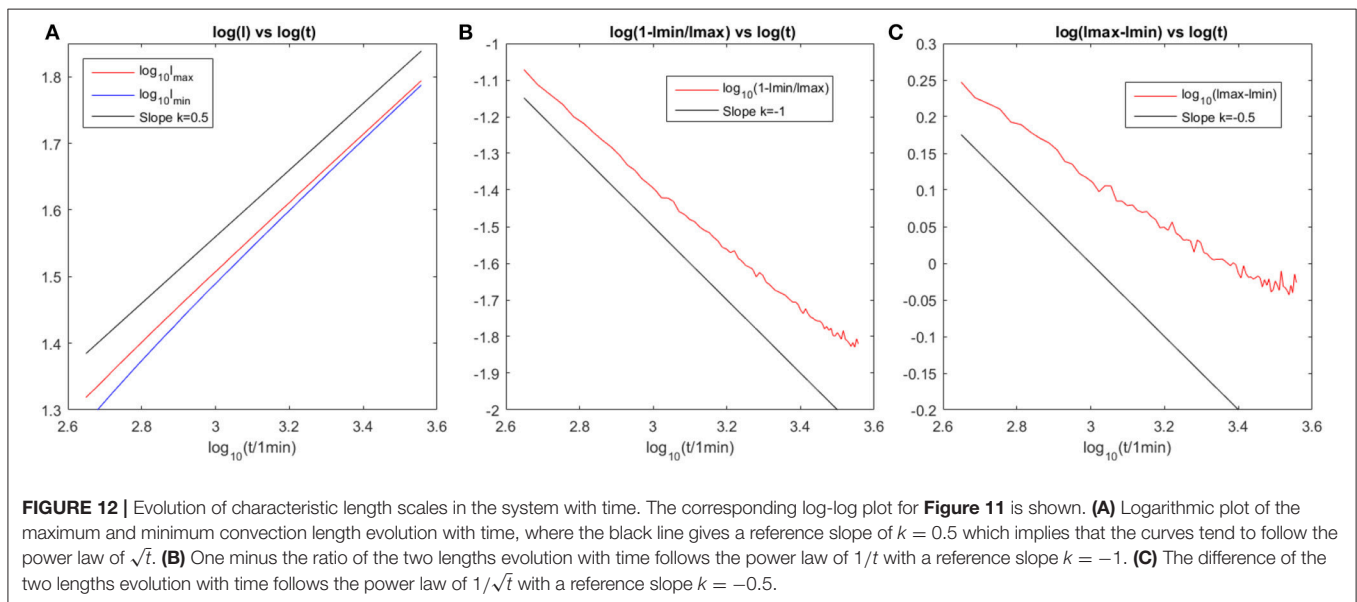 A
log(l) vs log(t)
log10lmax
log10lmin
Slope k=0.5
1.8
1.7
1.6
1.5
1.4
1.3
2.6 2.8 3 3.2 3.4 3.6
log10(t/1min)
B
log(1-lmin/lmax) vs log(t)
log10(1-lmin/lmax)
Slope k=-1
-1
-1.1
-1.2
-1.3
-1.4
-1.5
-1.6
-1.7
-1.8
-1.9
-2
2.6 2.8 3 3.2 3.4 3.6
log10(t/1min)
C
log(lmax-lmin) vs log(t)
log10(lmax-lmin)
Slope k=-0.5
0.3
0.25
0.2
0.15
0.1
0.05
0
-0.05
-0.1
-0.15
-0.2
2.6 2.8 3 3.2 3.4 3.6
log10(t/1min)
FIGURE 12 | Evolution of characteristic length scales in the system with time. The corresponding log-log plot for Figure 11 is shown. (A) Logarithmic plot of the
maximum and minimum convection length evolution with time, where the black line gives a reference slope of k = 0.5 which implies that the curves tend to follow the
power law of √t. (B) One minus the ratio of the two lengths evolution with time follows the power law of 1/t with a reference slope k = −1. (C) The difference of the
two lengths evolution with time follows the power law of 1/√t with a reference slope k = −0.5.